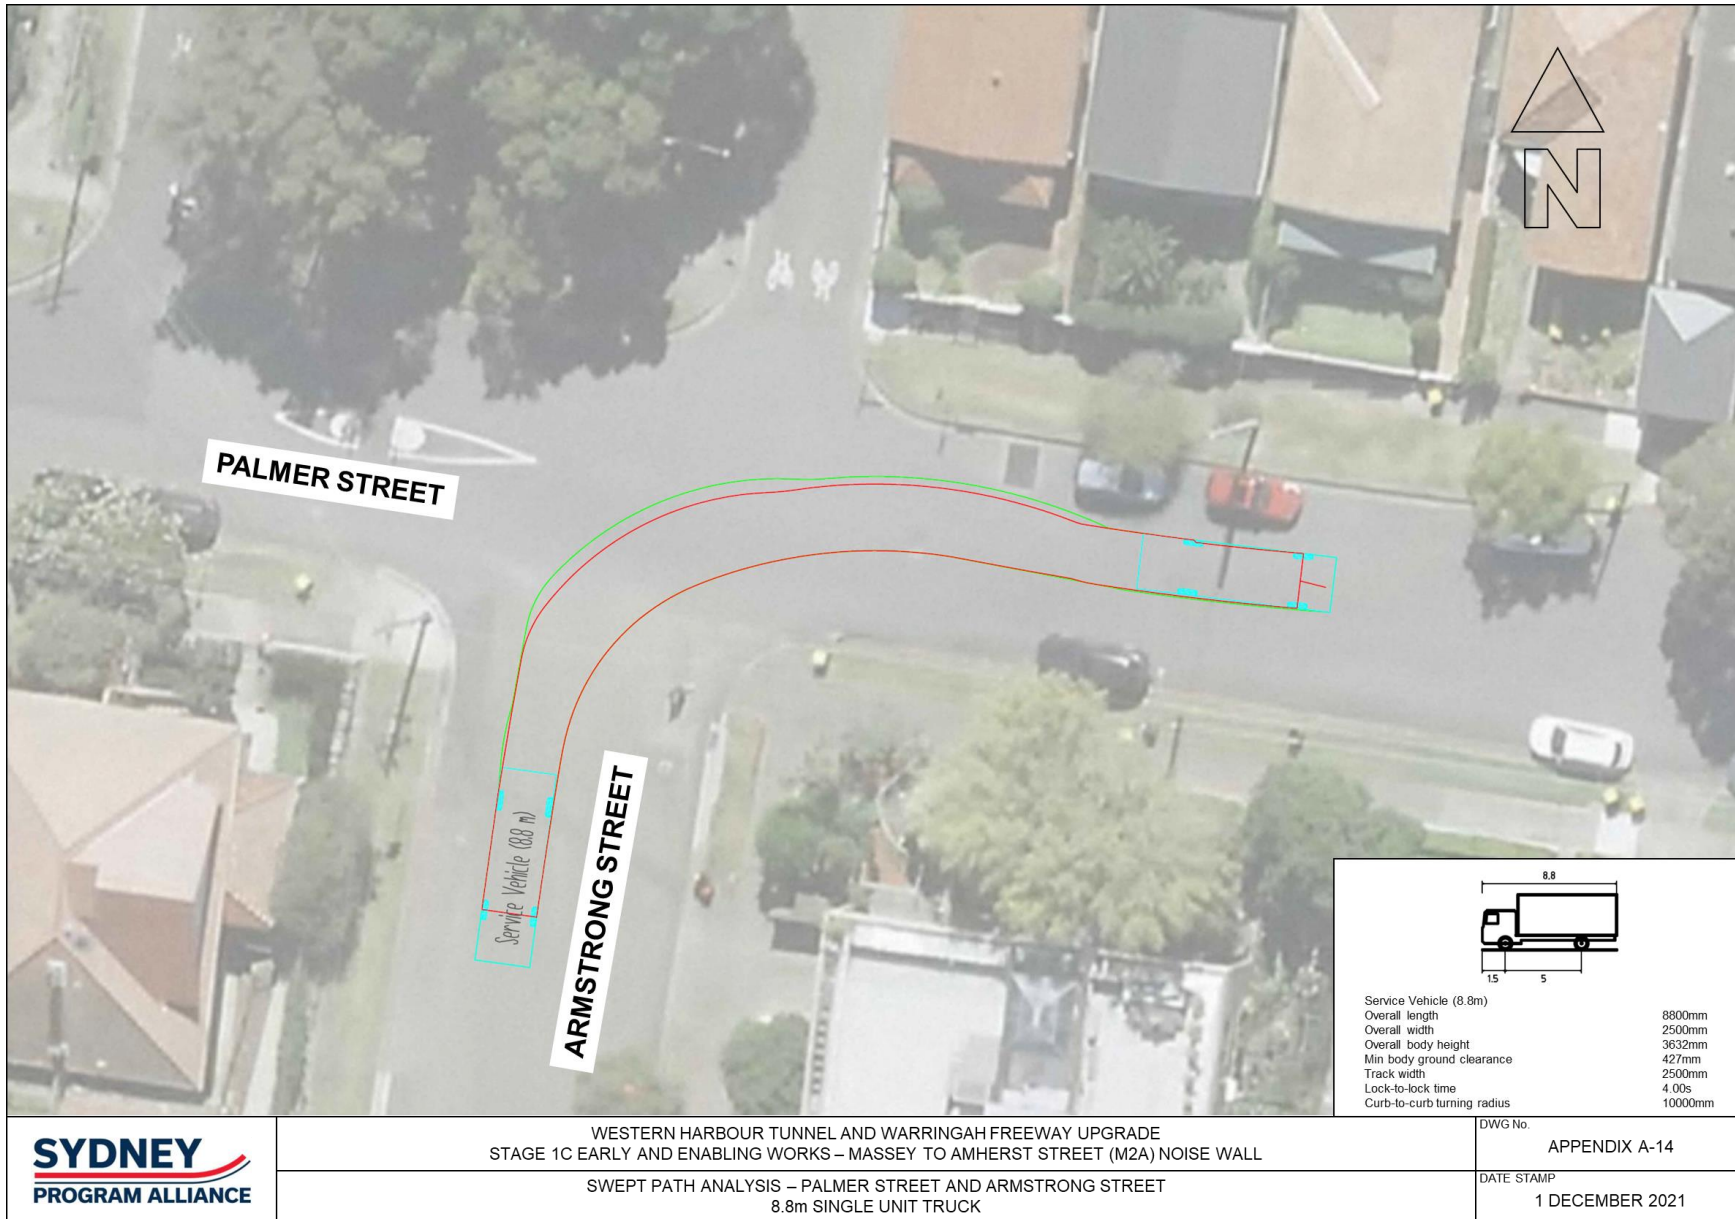 N
PALMER STREET
ARMSTRONG STREET
Service Vehicle (8.8 m)
8.8
1.5 5
Service Vehicle (8.8m)
Overall length 8800mm
Overall width 2500mm
Overall body height 3632mm
Min body ground clearance 427mm
Track width 2500mm
Lock-to-lock time 4.00s
Curb-to-curb turning radius 10000mm
SYDNEY
PROGRAM ALLIANCE
WESTERN HARBOUR TUNNEL AND WARRINGAH FREEWAY UPGRADE
STAGE 1C EARLY AND ENABLING WORKS – MASSEY TO AMHERST STREET (M2A) NOISE WALL
SWEPT PATH ANALYSIS – PALMER STREET AND ARMSTRONG STREET
8.8m SINGLE UNIT TRUCK
DWG No.
APPENDIX A-14
DATE STAMP
1 DECEMBER 2021